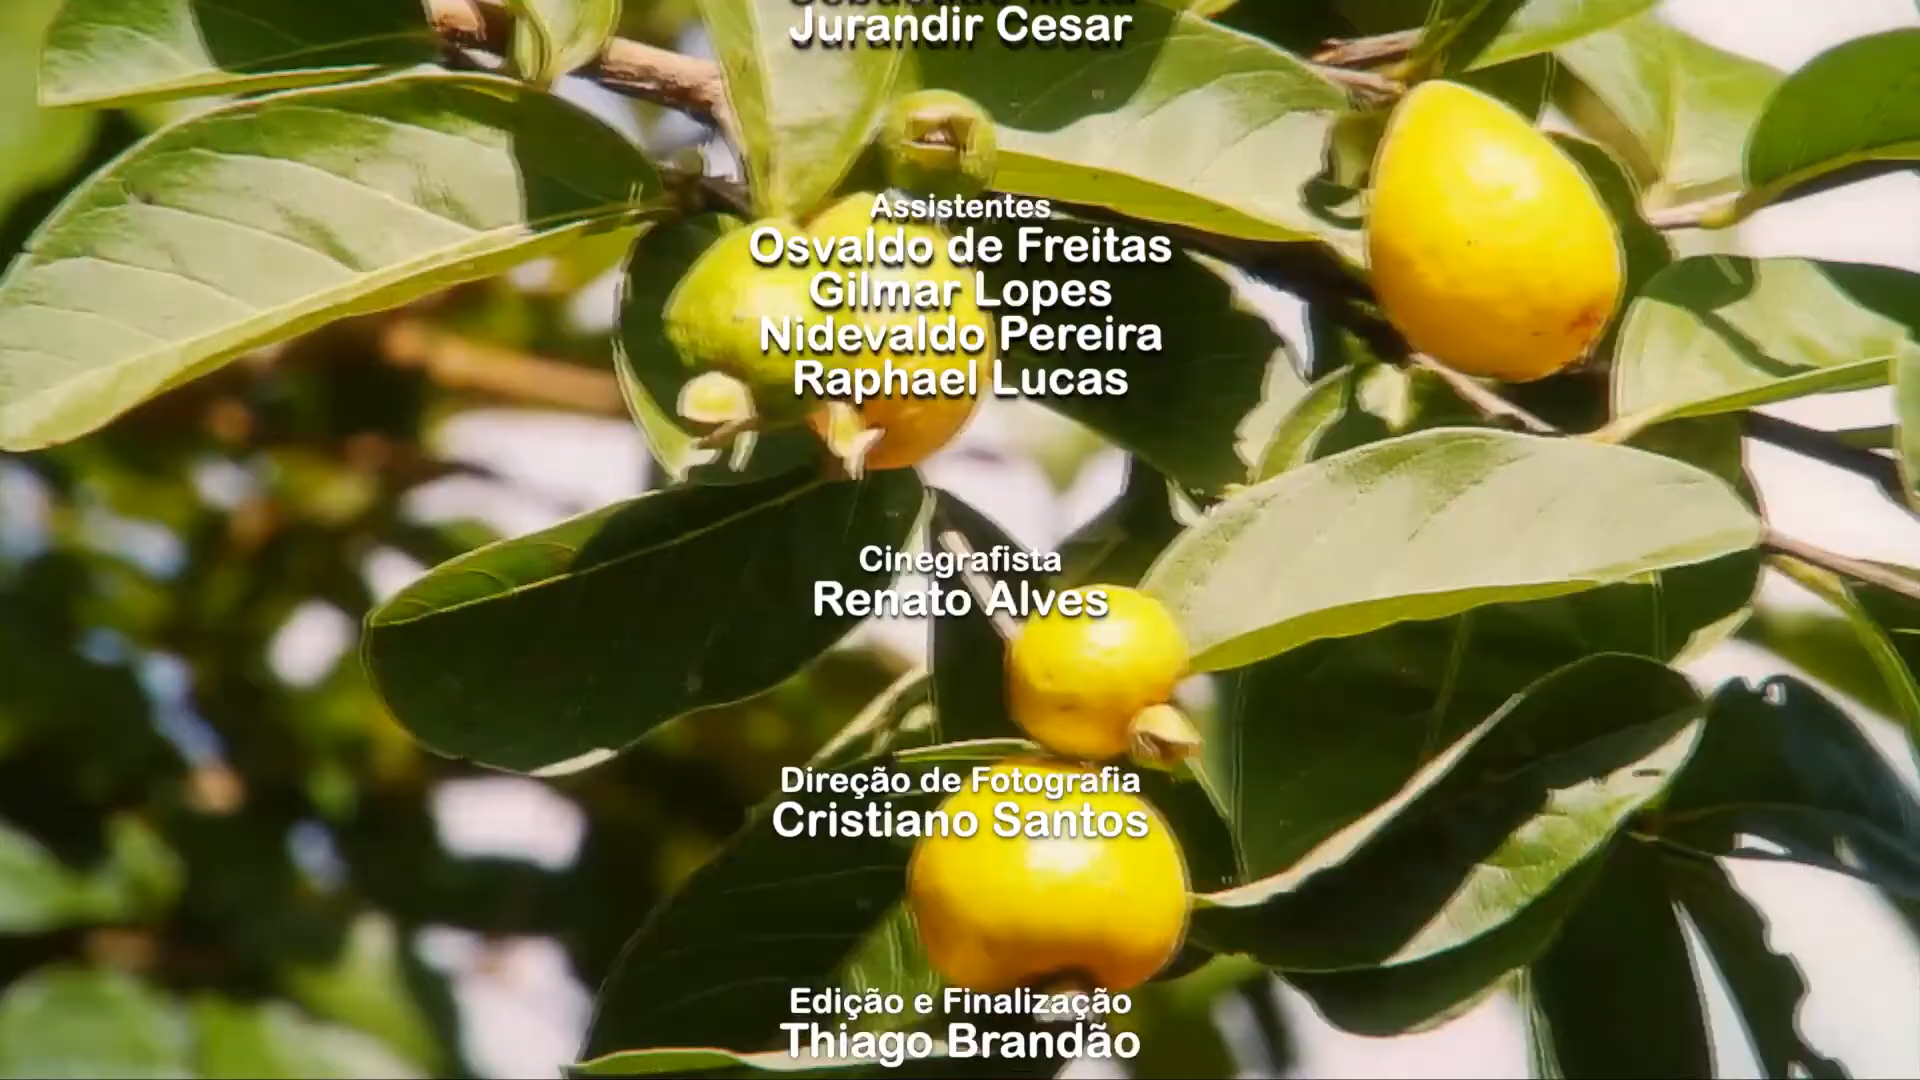 Jurandir Cesar
Assistentes
Osvaldo de Freitas
Gilmar Lopes
Nidevaldo Pereira
Raphael Lucas
Cinegrafista
Renato Alves
Direção de Fotografia
Cristiano Santos
Edição e Finalização
Thiago Brandão